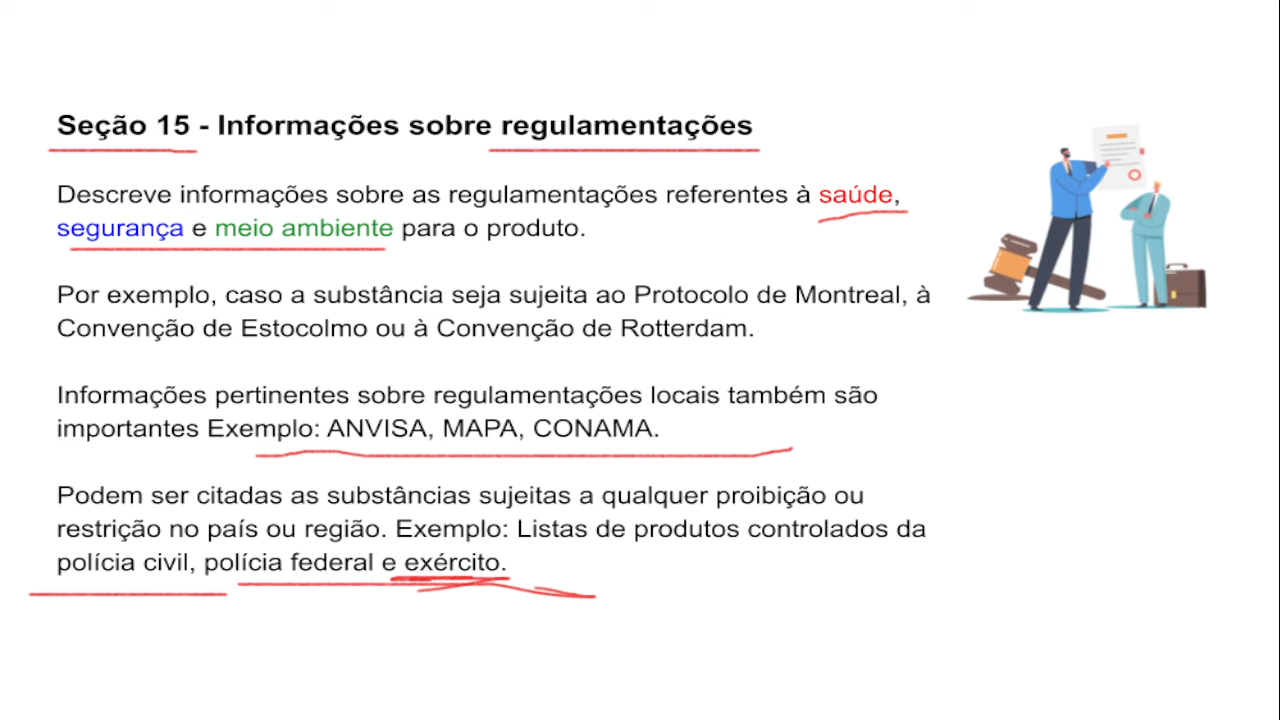 Seção 15 - Informações sobre regulamentações
Descreve informações sobre as regulamentações referentes à saúde,
segurança e meio ambiente para o produto.
Por exemplo, caso a substância seja sujeita ao Protocolo de Montreal, à
Convenção de Estocolmo ou à Convenção de Rotterdam.
Informações pertinentes sobre regulamentações locais também são
importantes Exemplo: ANVISA, MAPA, CONAMA.
Podem ser citadas as substâncias sujeitas a qualquer proibição ou
restrição no país ou região. Exemplo: Listas de produtos controlados da
polícia civil, polícia federal e exército.